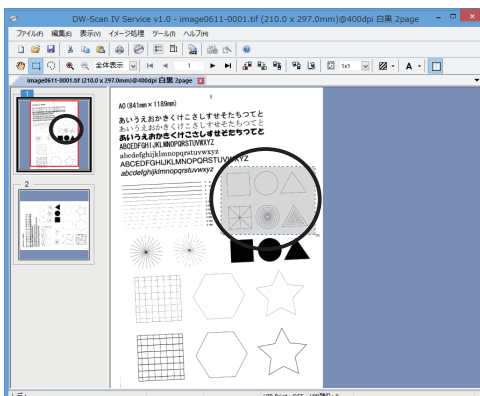 DW-Scan IV Service v1.0 - image0611-0001.tif (210.0 x 297.0mm)@400dpi 白黒 2page
ファイル(F) 編集(E) 表示(V) イメージ処理 ツール(T) ヘルプ(H)
全体表示 1 1x1 A
image0611-0001.tif (210.0 x 297.0mm)@400dpi 白黒 2page
1
2
A0 (841mm×1189mm)
あいうえおかきくけこさしすせそたちつてと
あいうえおかきくけこさしすせそたちつてと
あいうえおかきくけこさしすせそたちつてと
ABCDEFGHIJKLMNOPQRSTUVWXYZ
abcdefghijklmnopqrstuvwxyz
ABCDEFGHIJKLMNOPQRSTUVWXYZ
abcdefghijklmnopqrstuvwxyz